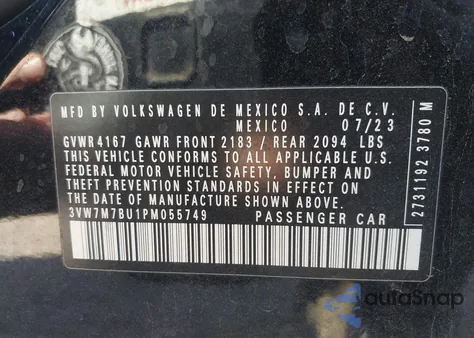 MFD BY VOLKSWAGEN DE MEXICO S.A. DE C.V.
MEXICO 07/23
GVWR 4167 GAWR FRONT 2183 / REAR 2094 LBS
THIS VEHICLE CONFORMS TO ALL APPLICABLE U.S.
FEDERAL MOTOR VEHICLE SAFETY, BUMPER AND
THEFT PREVENTION STANDARDS IN EFFECT ON
THE DATE OF MANUFACTURE SHOWN ABOVE
3VW7M7BU1PM055749 PASSENGER CAR
2731192 3780 M
autoSnap